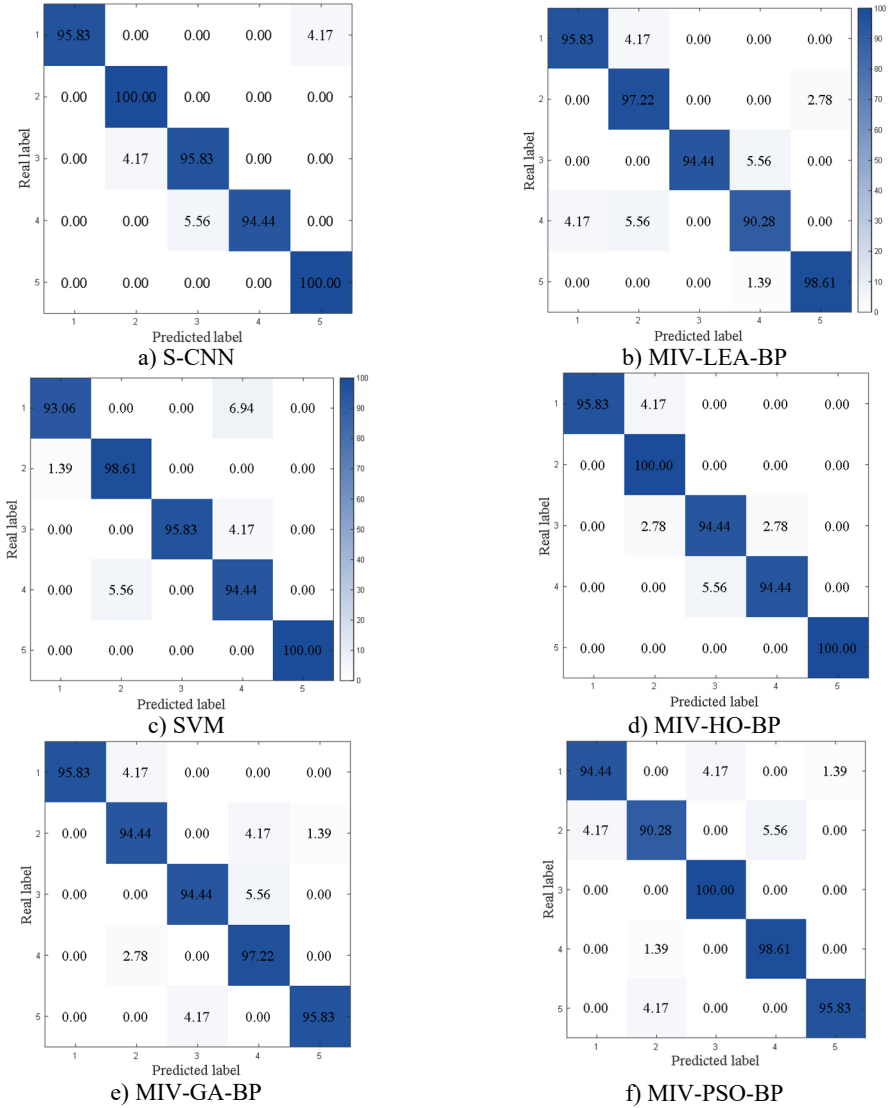 1 95.83 0.00 0.00 0.00 4.17
2 0.00 100.00 0.00 0.00 0.00
3 0.00 4.17 95.83 0.00 0.00
4 0.00 0.00 5.56 94.44 0.00
5 0.00 0.00 0.00 0.00 100.00
1 2 3 4 5
Real label
Predicted label
a) S-CNN
1 95.83 4.17 0.00 0.00 0.00
2 0.00 97.22 0.00 0.00 2.78
3 0.00 0.00 94.44 5.56 0.00
4 4.17 5.56 0.00 90.28 0.00
5 0.00 0.00 0.00 1.39 98.61
1 2 3 4 5
Real label
Predicted label
100
90
80
70
60
50
40
30
20
10
0
b) MIV-LEA-BP
1 93.06 0.00 0.00 6.94 0.00
2 1.39 98.61 0.00 0.00 0.00
3 0.00 0.00 95.83 4.17 0.00
4 0.00 5.56 0.00 94.44 0.00
5 0.00 0.00 0.00 0.00 100.00
1 2 3 4 5
Real label
Predicted label
100
90
80
70
60
50
40
30
20
10
0
c) SVM
1 95.83 4.17 0.00 0.00 0.00
2 0.00 100.00 0.00 0.00 0.00
3 0.00 2.78 94.44 2.78 0.00
4 0.00 0.00 5.56 94.44 0.00
5 0.00 0.00 0.00 0.00 100.00
1 2 3 4 5
Real label
Predicted label
d) MIV-HO-BP
1 95.83 4.17 0.00 0.00 0.00
2 0.00 94.44 0.00 4.17 1.39
3 0.00 0.00 94.44 5.56 0.00
4 0.00 2.78 0.00 97.22 0.00
5 0.00 0.00 4.17 0.00 95.83
1 2 3 4 5
Real label
Predicted label
e) MIV-GA-BP
1 94.44 0.00 4.17 0.00 1.39
2 4.17 90.28 0.00 5.56 0.00
3 0.00 0.00 100.00 0.00 0.00
4 0.00 1.39 0.00 98.61 0.00
5 0.00 4.17 0.00 0.00 95.83
1 2 3 4 5
Real label
Predicted label
f) MIV-PSO-BP